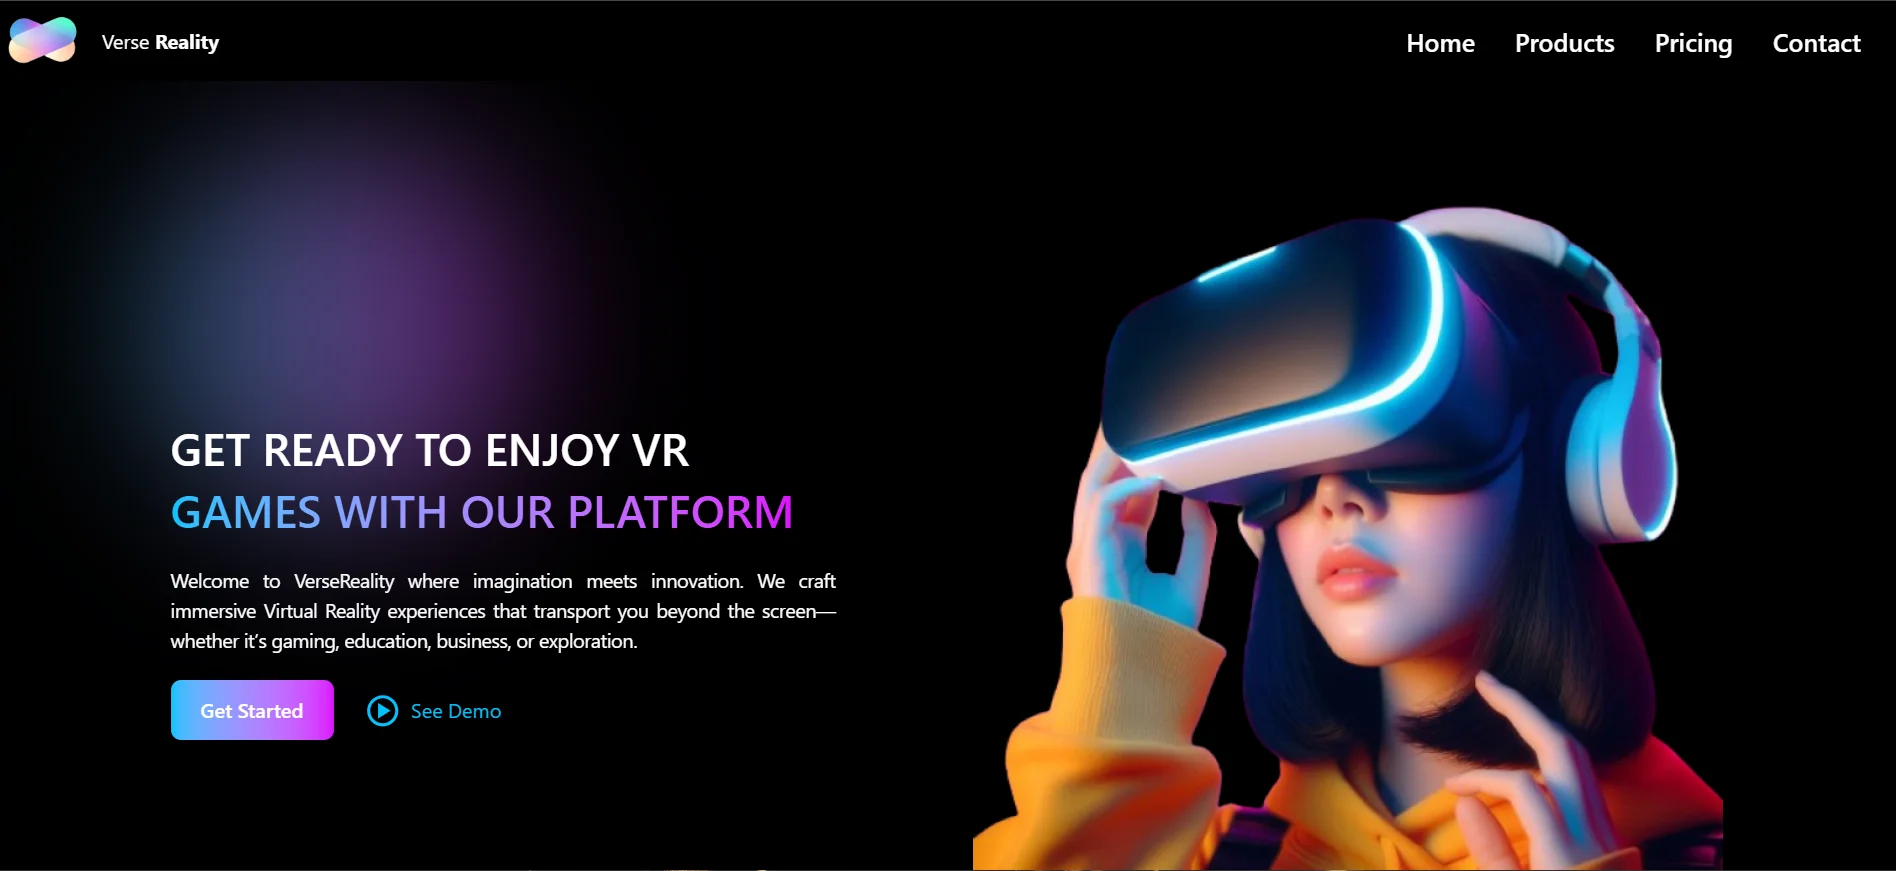 Verse Reality
Home Products Pricing Contact
GET READY TO ENJOY VR
GAMES WITH OUR PLATFORM
Welcome to VerseReality where imagination meets innovation. We craft
immersive Virtual Reality experiences that transport you beyond the screen—
whether it’s gaming, education, business, or exploration.
Get Started
See Demo